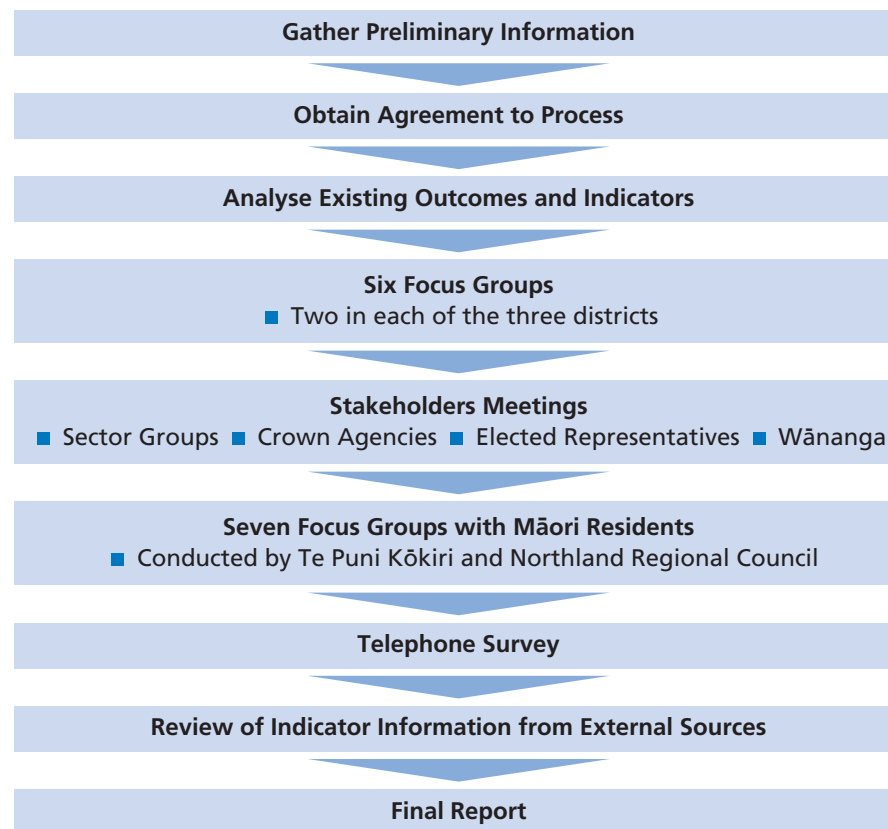 Gather Preliminary Information
Obtain Agreement to Process
Analyse Existing Outcomes and Indicators
Six Focus Groups
■ Two in each of the three districts
Stakeholders Meetings
■ Sector Groups ■ Crown Agencies ■ Elected Representatives ■ Wānanga
Seven Focus Groups with Māori Residents
■ Conducted by Te Puni Kōkiri and Northland Regional Council
Telephone Survey
Review of Indicator Information from External Sources
Final Report